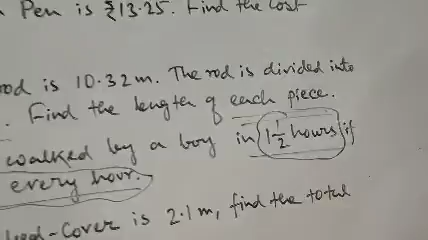 Pen is ₹13.25. Find the cost
rod is 10.32 m. The rod is divided into
. Find the length of each piece.
walked by a boy in 1 1/2 hours if
every hour.
-Cover is 2.1 m, find the total